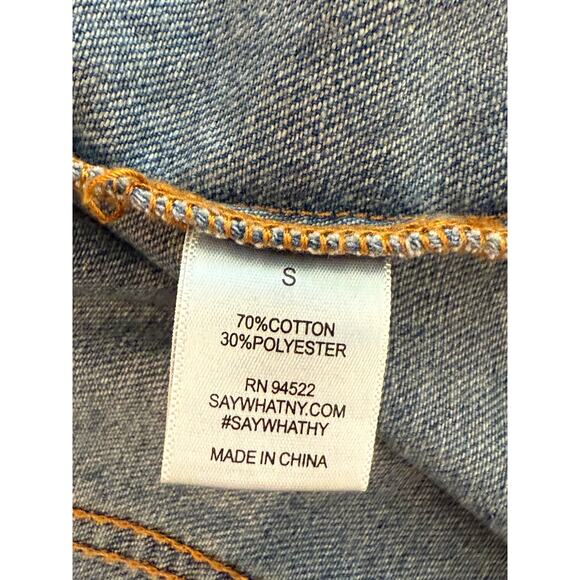 S
70%COTTON
30%POLYESTER
RN 94522
SAYWHATNY.COM
#SAYWHATHY
MADE IN CHINA